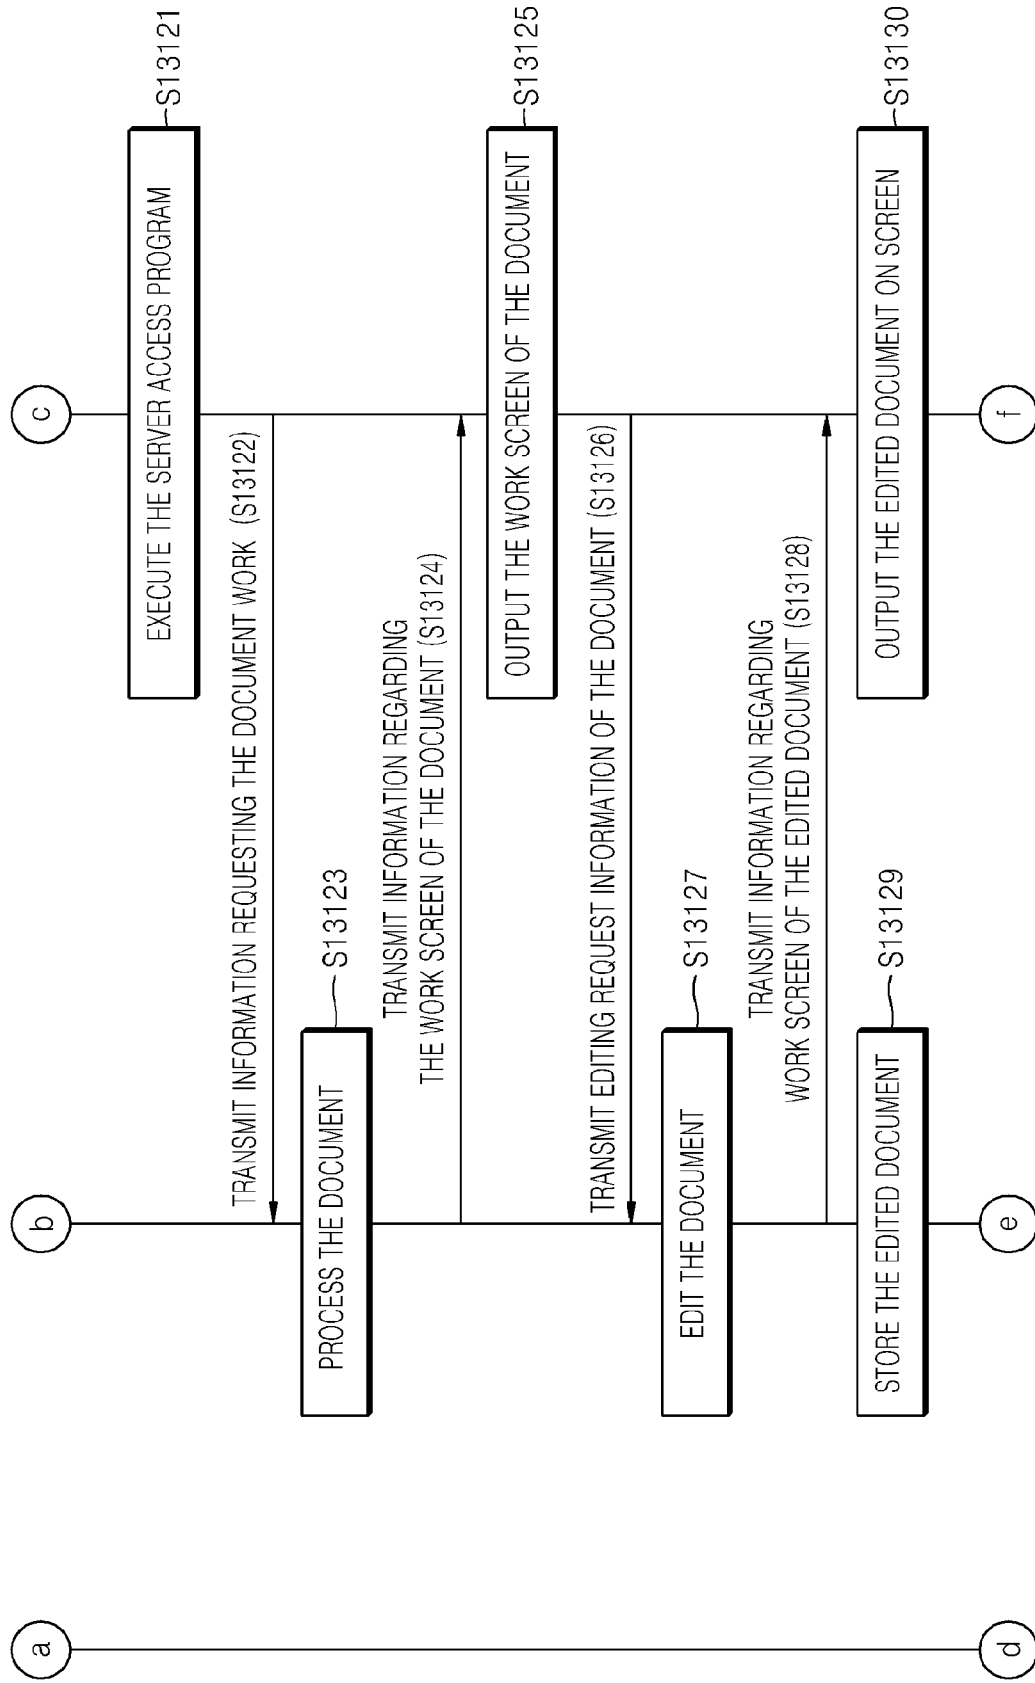 a
b
c
EXECUTE THE SERVER ACCESS PROGRAM
S13121
TRANSMIT INFORMATION REQUESTING THE DOCUMENT WORK (S13122)
PROCESS THE DOCUMENT
S13123
TRANSMIT INFORMATION REGARDING
THE WORK SCREEN OF THE DOCUMENT (S13124)
OUTPUT THE WORK SCREEN OF THE DOCUMENT
S13125
TRANSMIT EDITING REQUEST INFORMATION OF THE DOCUMENT (S13126)
EDIT THE DOCUMENT
S13127
TRANSMIT INFORMATION REGARDING
WORK SCREEN OF THE EDITED DOCUMENT (S13128)
STORE THE EDITED DOCUMENT
S13129
OUTPUT THE EDITED DOCUMENT ON SCREEN
S13130
d
e
f